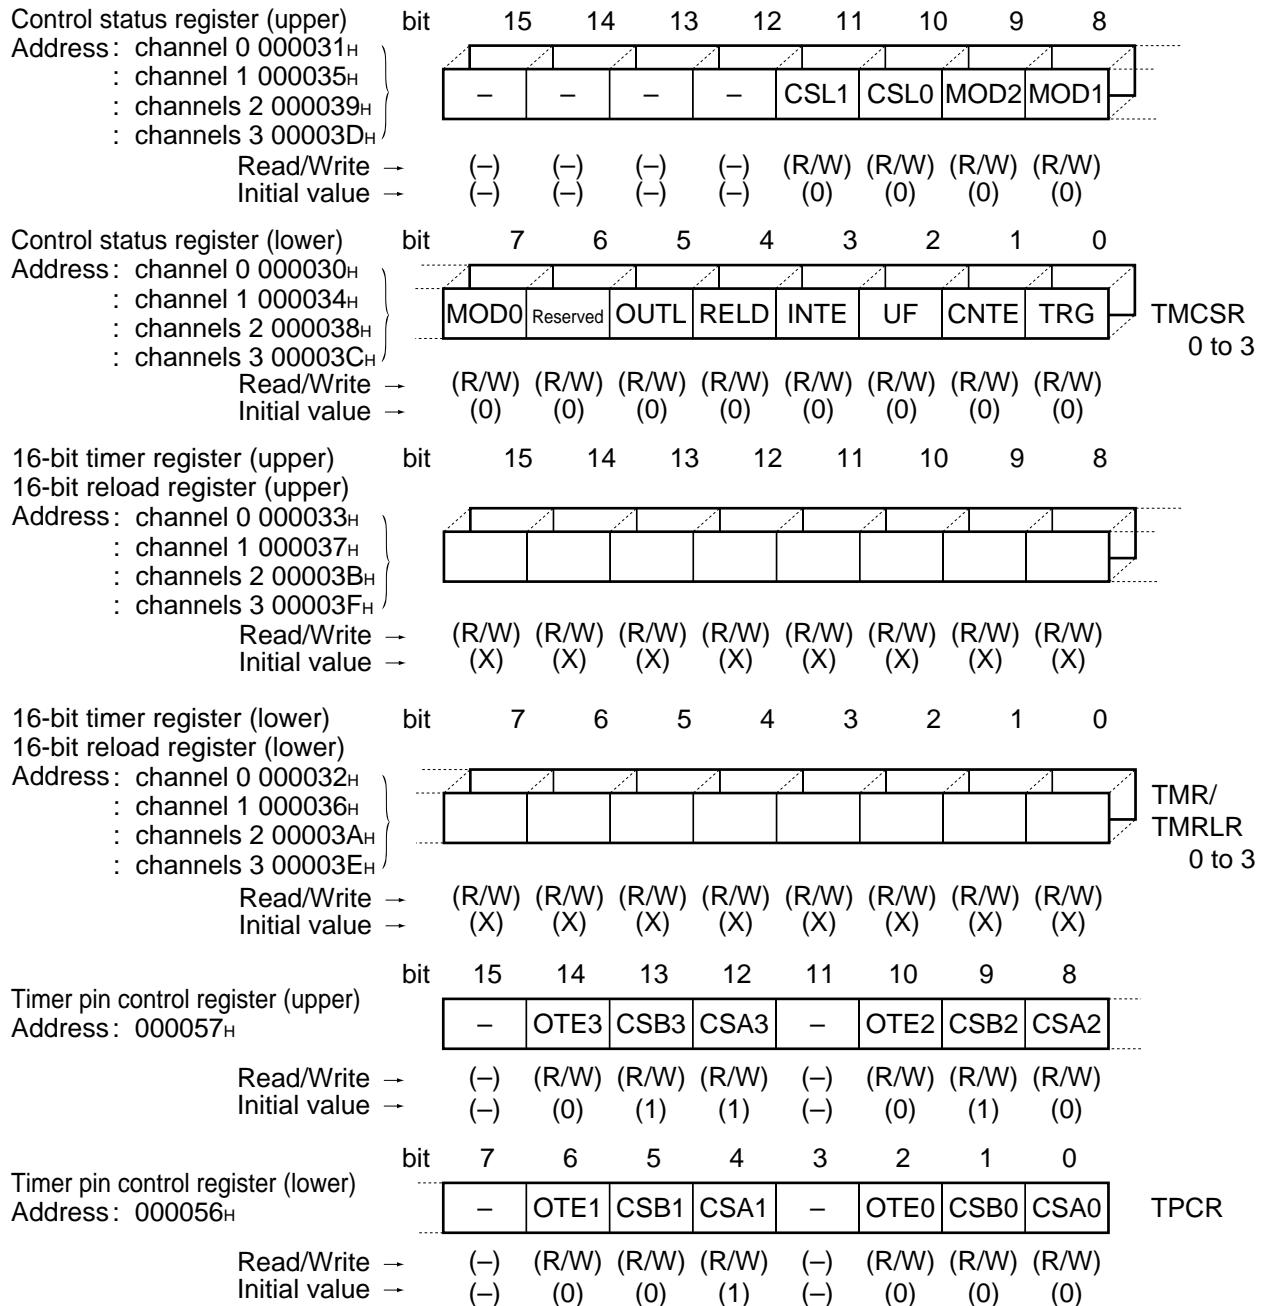 Control status register (upper) bit 15 14 13 12 11 10 9 8
Address : channel 0 000031H
: channel 1 000035H
: channels 2 000039H
: channels 3 00003DH
– – – – CSL1 CSL0 MOD2 MOD1
Read/Write → (–) (–) (–) (–) (R/W) (R/W) (R/W) (R/W)
Initial value → (–) (–) (–) (–) (0) (0) (0) (0)
Control status register (lower) bit 7 6 5 4 3 2 1 0
Address : channel 0 000030H
: channel 1 000034H
: channels 2 000038H
: channels 3 00003CH
MOD0 Reserved OUTL RELD INTE UF CNTE TRG
TMCSR
0 to 3
Read/Write → (R/W) (R/W) (R/W) (R/W) (R/W) (R/W) (R/W) (R/W)
Initial value → (0) (0) (0) (0) (0) (0) (0) (0)
16-bit timer register (upper) bit 15 14 13 12 11 10 9 8
16-bit reload register (upper)
Address : channel 0 000033H
: channel 1 000037H
: channels 2 00003BH
: channels 3 00003FH
Read/Write → (R/W) (R/W) (R/W) (R/W) (R/W) (R/W) (R/W) (R/W)
Initial value → (X) (X) (X) (X) (X) (X) (X) (X)
16-bit timer register (lower) bit 7 6 5 4 3 2 1 0
16-bit reload register (lower)
Address : channel 0 000032H
: channel 1 000036H
: channels 2 00003AH
: channels 3 00003EH
TMR/
TMRLR
0 to 3
Read/Write → (R/W) (R/W) (R/W) (R/W) (R/W) (R/W) (R/W) (R/W)
Initial value → (X) (X) (X) (X) (X) (X) (X) (X)
bit 15 14 13 12 11 10 9 8
Timer pin control register (upper)
Address : 000057H
– OTE3 CSB3 CSA3 – OTE2 CSB2 CSA2
Read/Write → (–) (R/W) (R/W) (R/W) (–) (R/W) (R/W) (R/W)
Initial value → (–) (0) (1) (1) (–) (0) (1) (0)
bit 7 6 5 4 3 2 1 0
Timer pin control register (lower)
Address : 000056H
– OTE1 CSB1 CSA1 – OTE0 CSB0 CSA0
TPCR
Read/Write → (–) (R/W) (R/W) (R/W) (–) (R/W) (R/W) (R/W)
Initial value → (–) (0) (0) (1) (–) (0) (0) (0)